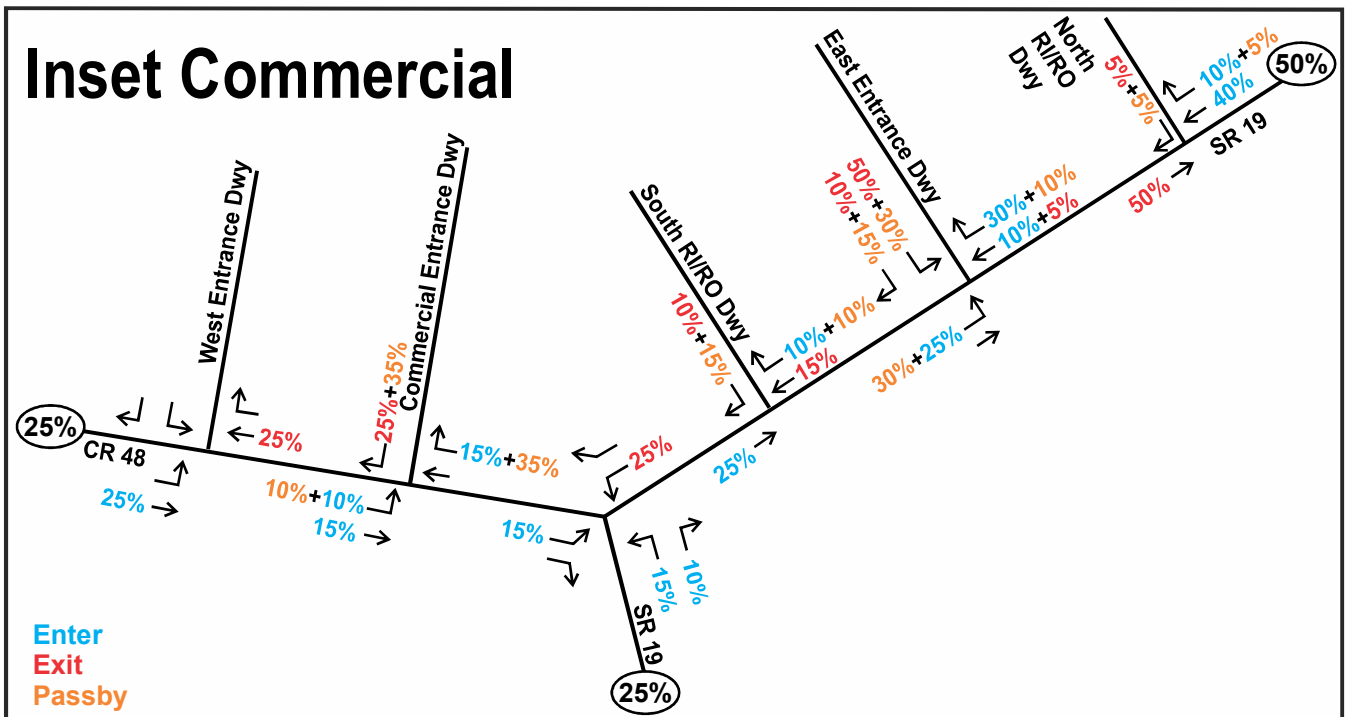 Inset Commercial
North
RI/RO
Dwy
10%+5%
40%
50%
5%+5%
SR 19
50%
East Entrance Dwy
50%+30%
10%+15%
30%+10%
10%+5%
30%+25%
South RI/RO Dwy
10%+15%
10%+10%
15%
25%
West Entrance Dwy
Commercial Entrance Dwy
25%+35%
25%
CR 48
25%
25%
10%+10%
15%
15%+35%
25%
15%
15%
10%
SR 19
25%
Enter
Exit
Passby